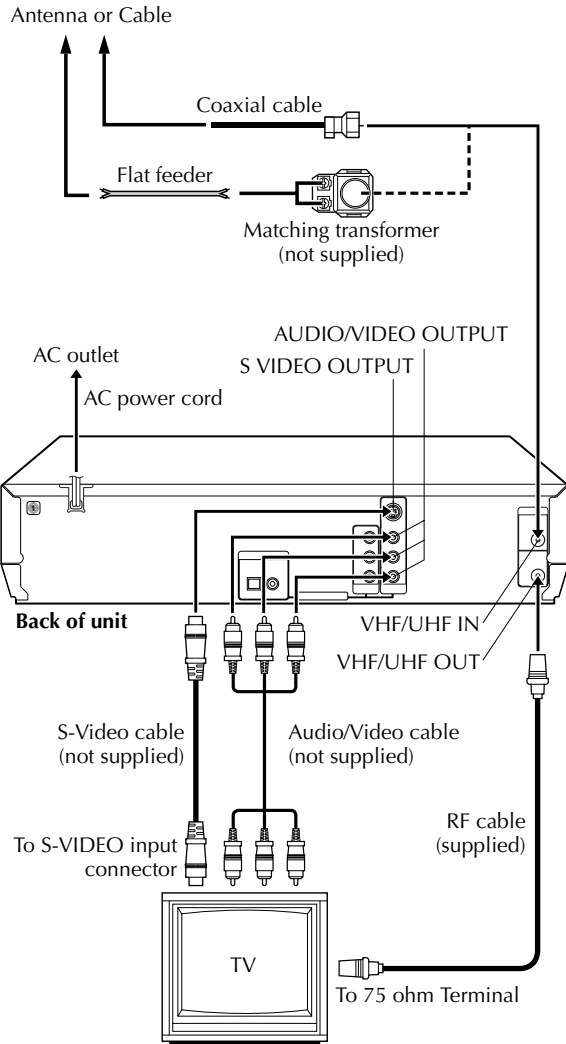 Antenna or Cable
Coaxial cable
Flat feeder
Matching transformer
(not supplied)
AUDIO/VIDEO OUTPUT
AC outlet
S VIDEO OUTPUT
AC power cord
Back of unit
VHF/UHF IN
VHF/UHF OUT
S-Video cable
(not supplied)
Audio/Video cable
(not supplied)
RF cable
(supplied)
To S-VIDEO input
connector
TV
To 75 ohm Terminal